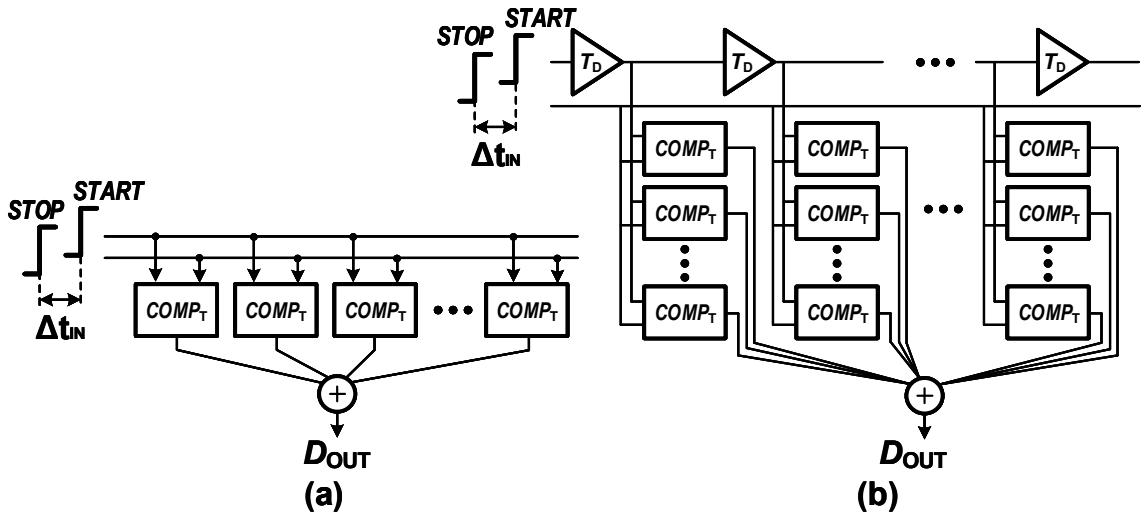 STOP START
Δt_IN
COMP_T COMP_T COMP_T COMP_T
+
D_OUT
(a)
STOP START
Δt_IN
T_D T_D T_D
COMP_T COMP_T COMP_T
COMP_T COMP_T COMP_T
COMP_T COMP_T COMP_T
+
D_OUT
(b)